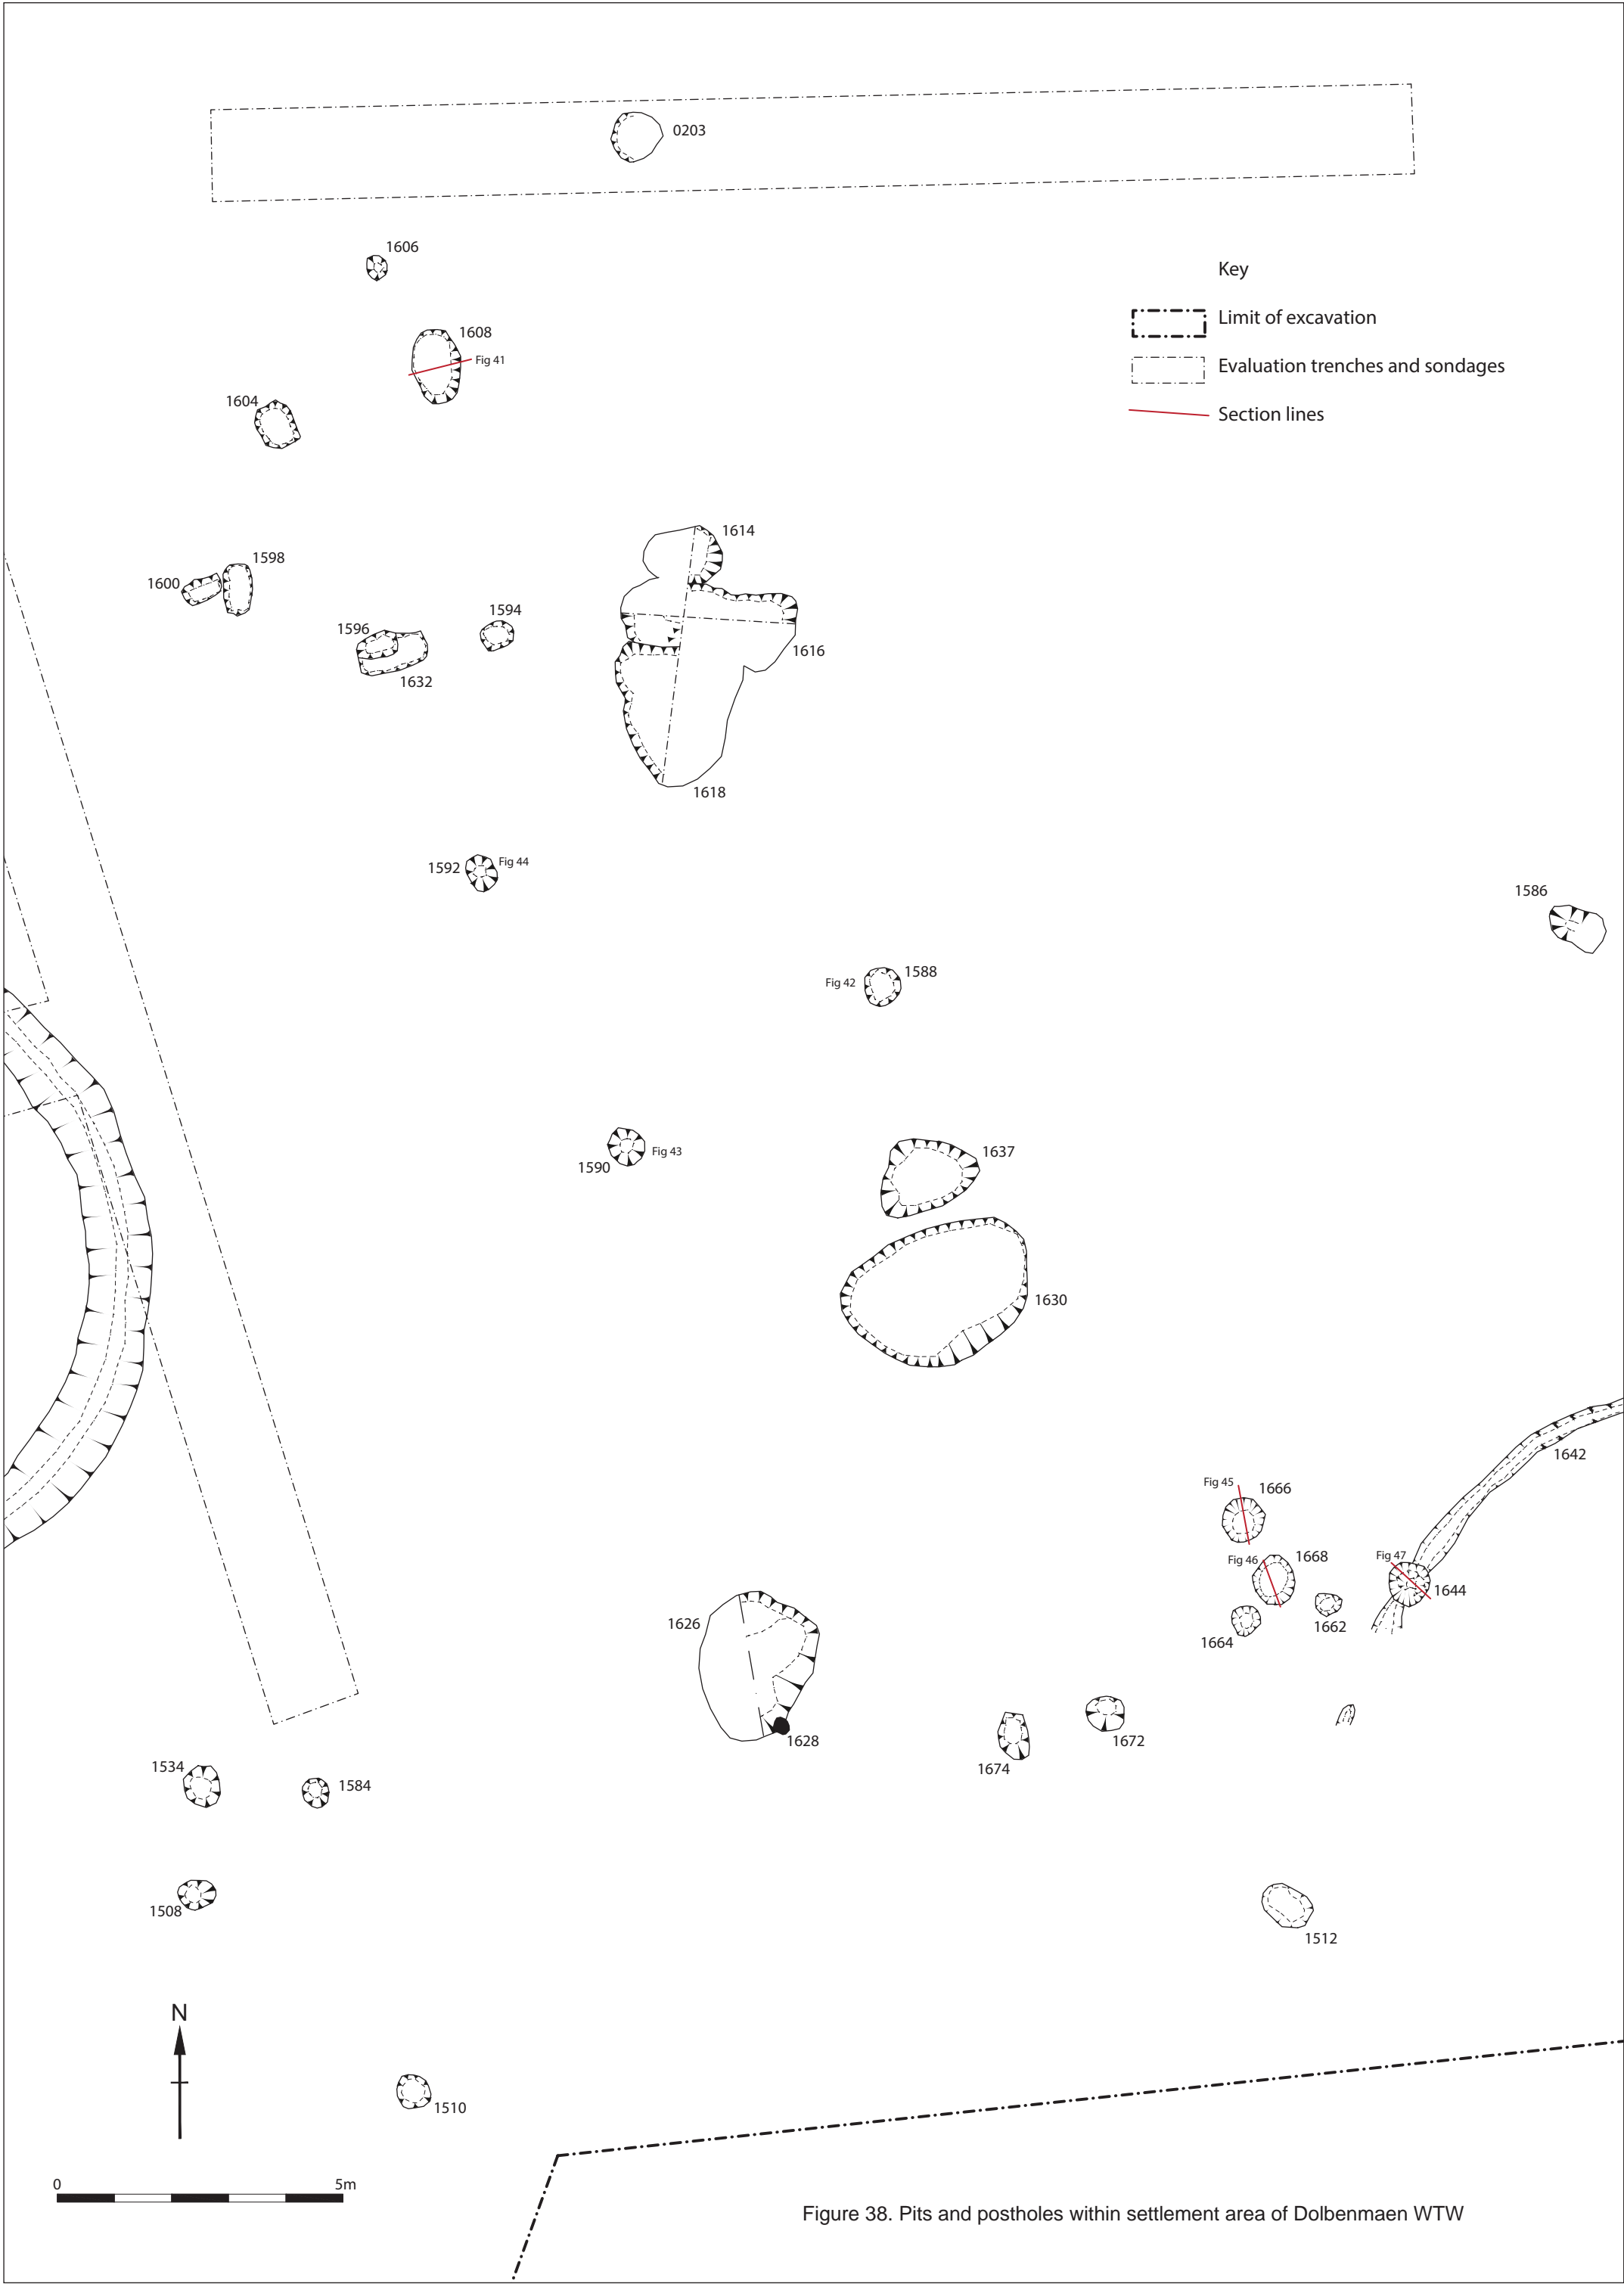 0203
1606
Key
Limit of excavation
1608
Fig 41
Evaluation trenches and sondages
1604
Section lines
1614
1598
1600
1594
1596
1616
1632
1618
1592
Fig 44
1586
1588
Fig 42
1637
Fig 43
1590
1630
1642
Fig 45
1666
Fig 46
1668
Fig 47
1644
1626
1662
1664
1628
1672
1674
1534
1584
1508
1512
N
1510
0 5m
Figure 38. Pits and postholes within settlement area of Dolbenmaen WTW